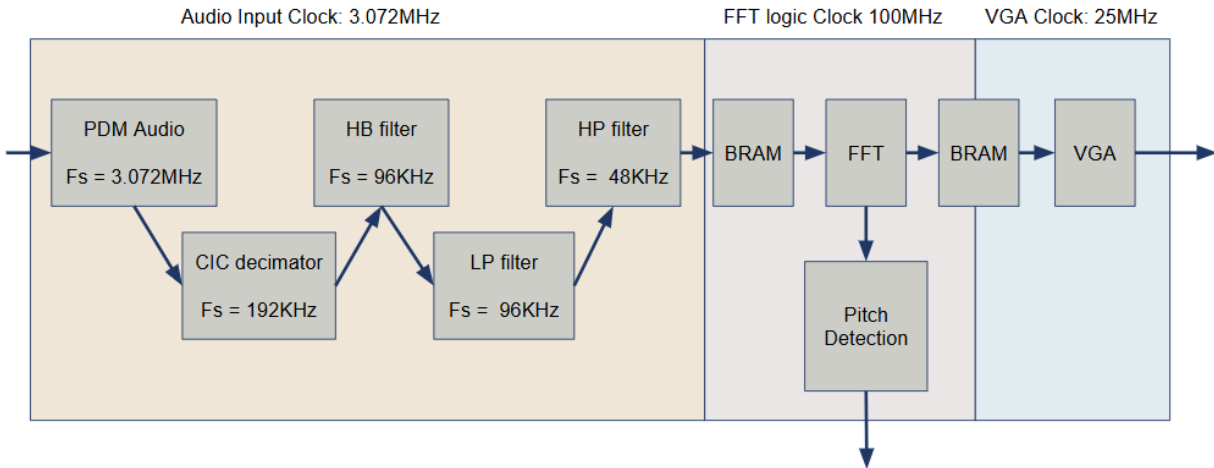 Audio Input Clock: 3.072MHz
FFT logic Clock 100MHz
VGA Clock: 25MHz
PDM Audio
Fs = 3.072MHz
CIC decimator
Fs = 192KHz
HB filter
Fs = 96KHz
LP filter
Fs =  96KHz
HP filter
Fs =  48KHz
BRAM
FFT
BRAM
VGA
Pitch
Detection